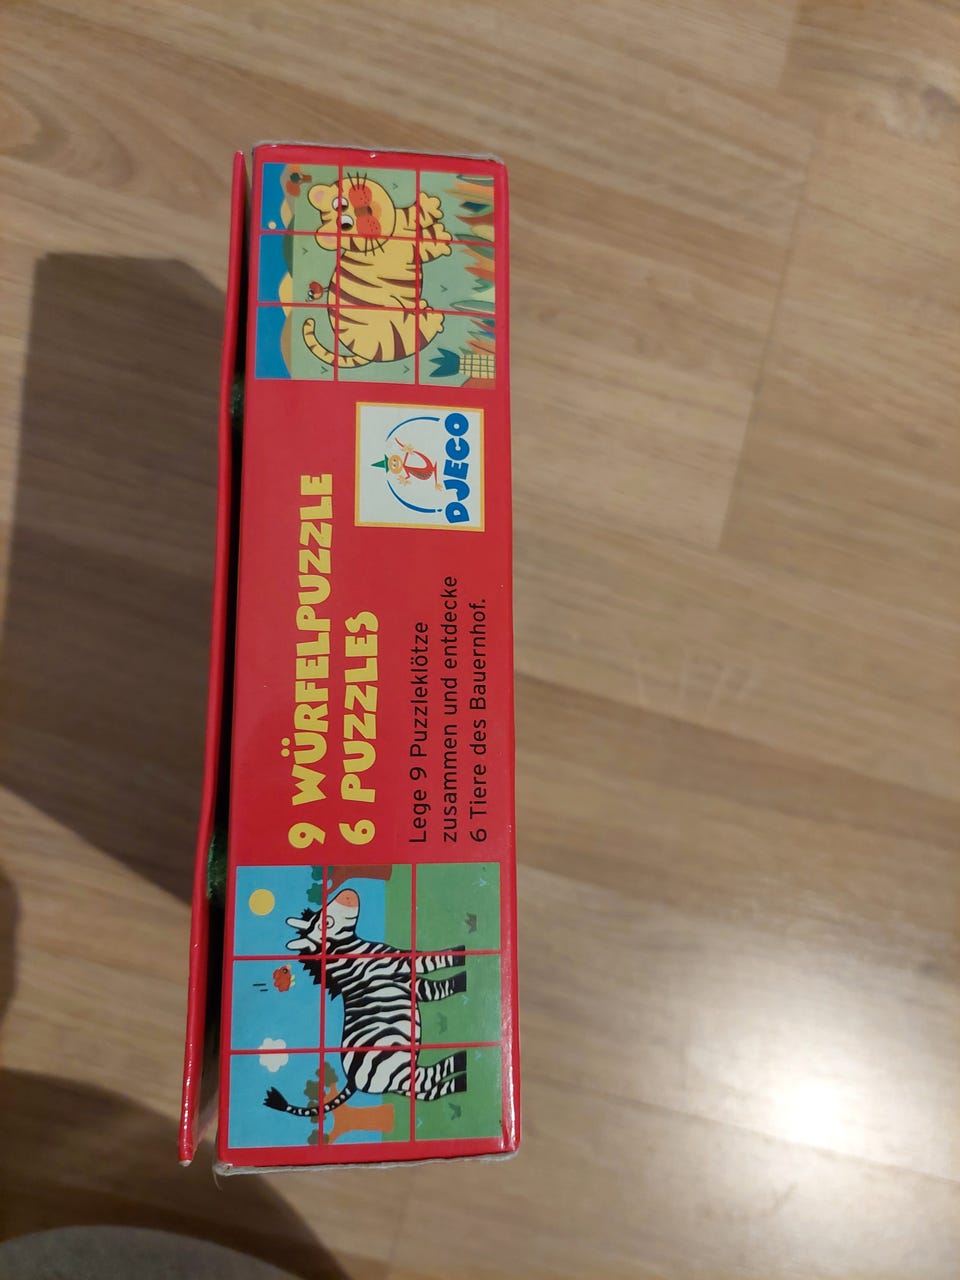 9 WÜRFELPUZZLE
6 PUZZLES
Lege 9 Puzzleklötze
zusammen und entdecke
6 Tiere des Bauernhof.
DJECO